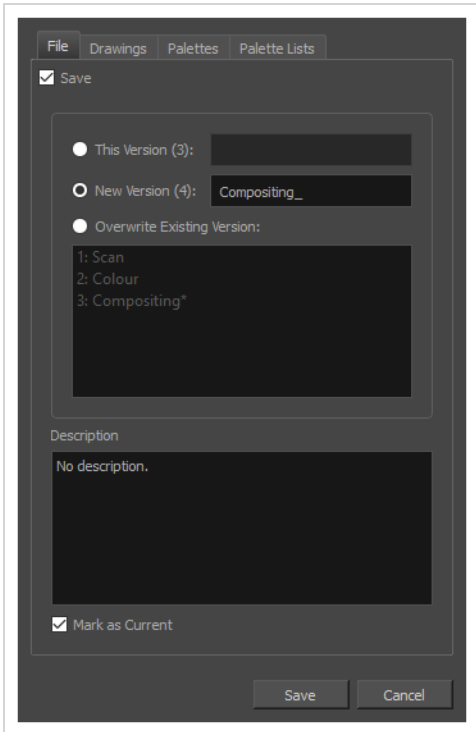 File Drawings Palettes Palette Lists
Save
This Version (3):
New Version (4): Compositing_
Overwrite Existing Version:
1: Scan
2: Colour
3: Compositing*
Description
No description.
Mark as Current
Save Cancel